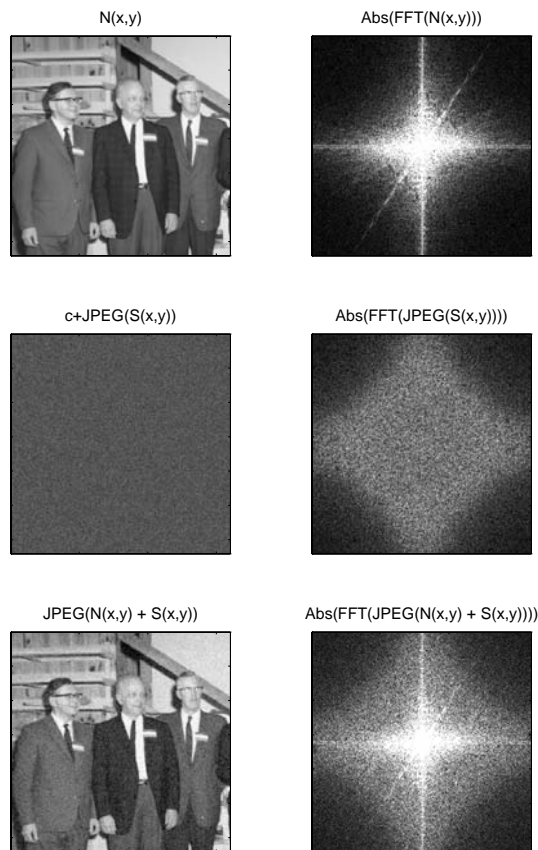 N(x,y)
Abs(FFT(N(x,y)))
c+JPEG(S(x,y))
Abs(FFT(JPEG(S(x,y))))
JPEG(N(x,y) + S(x,y))
Abs(FFT(JPEG(N(x,y) + S(x,y))))